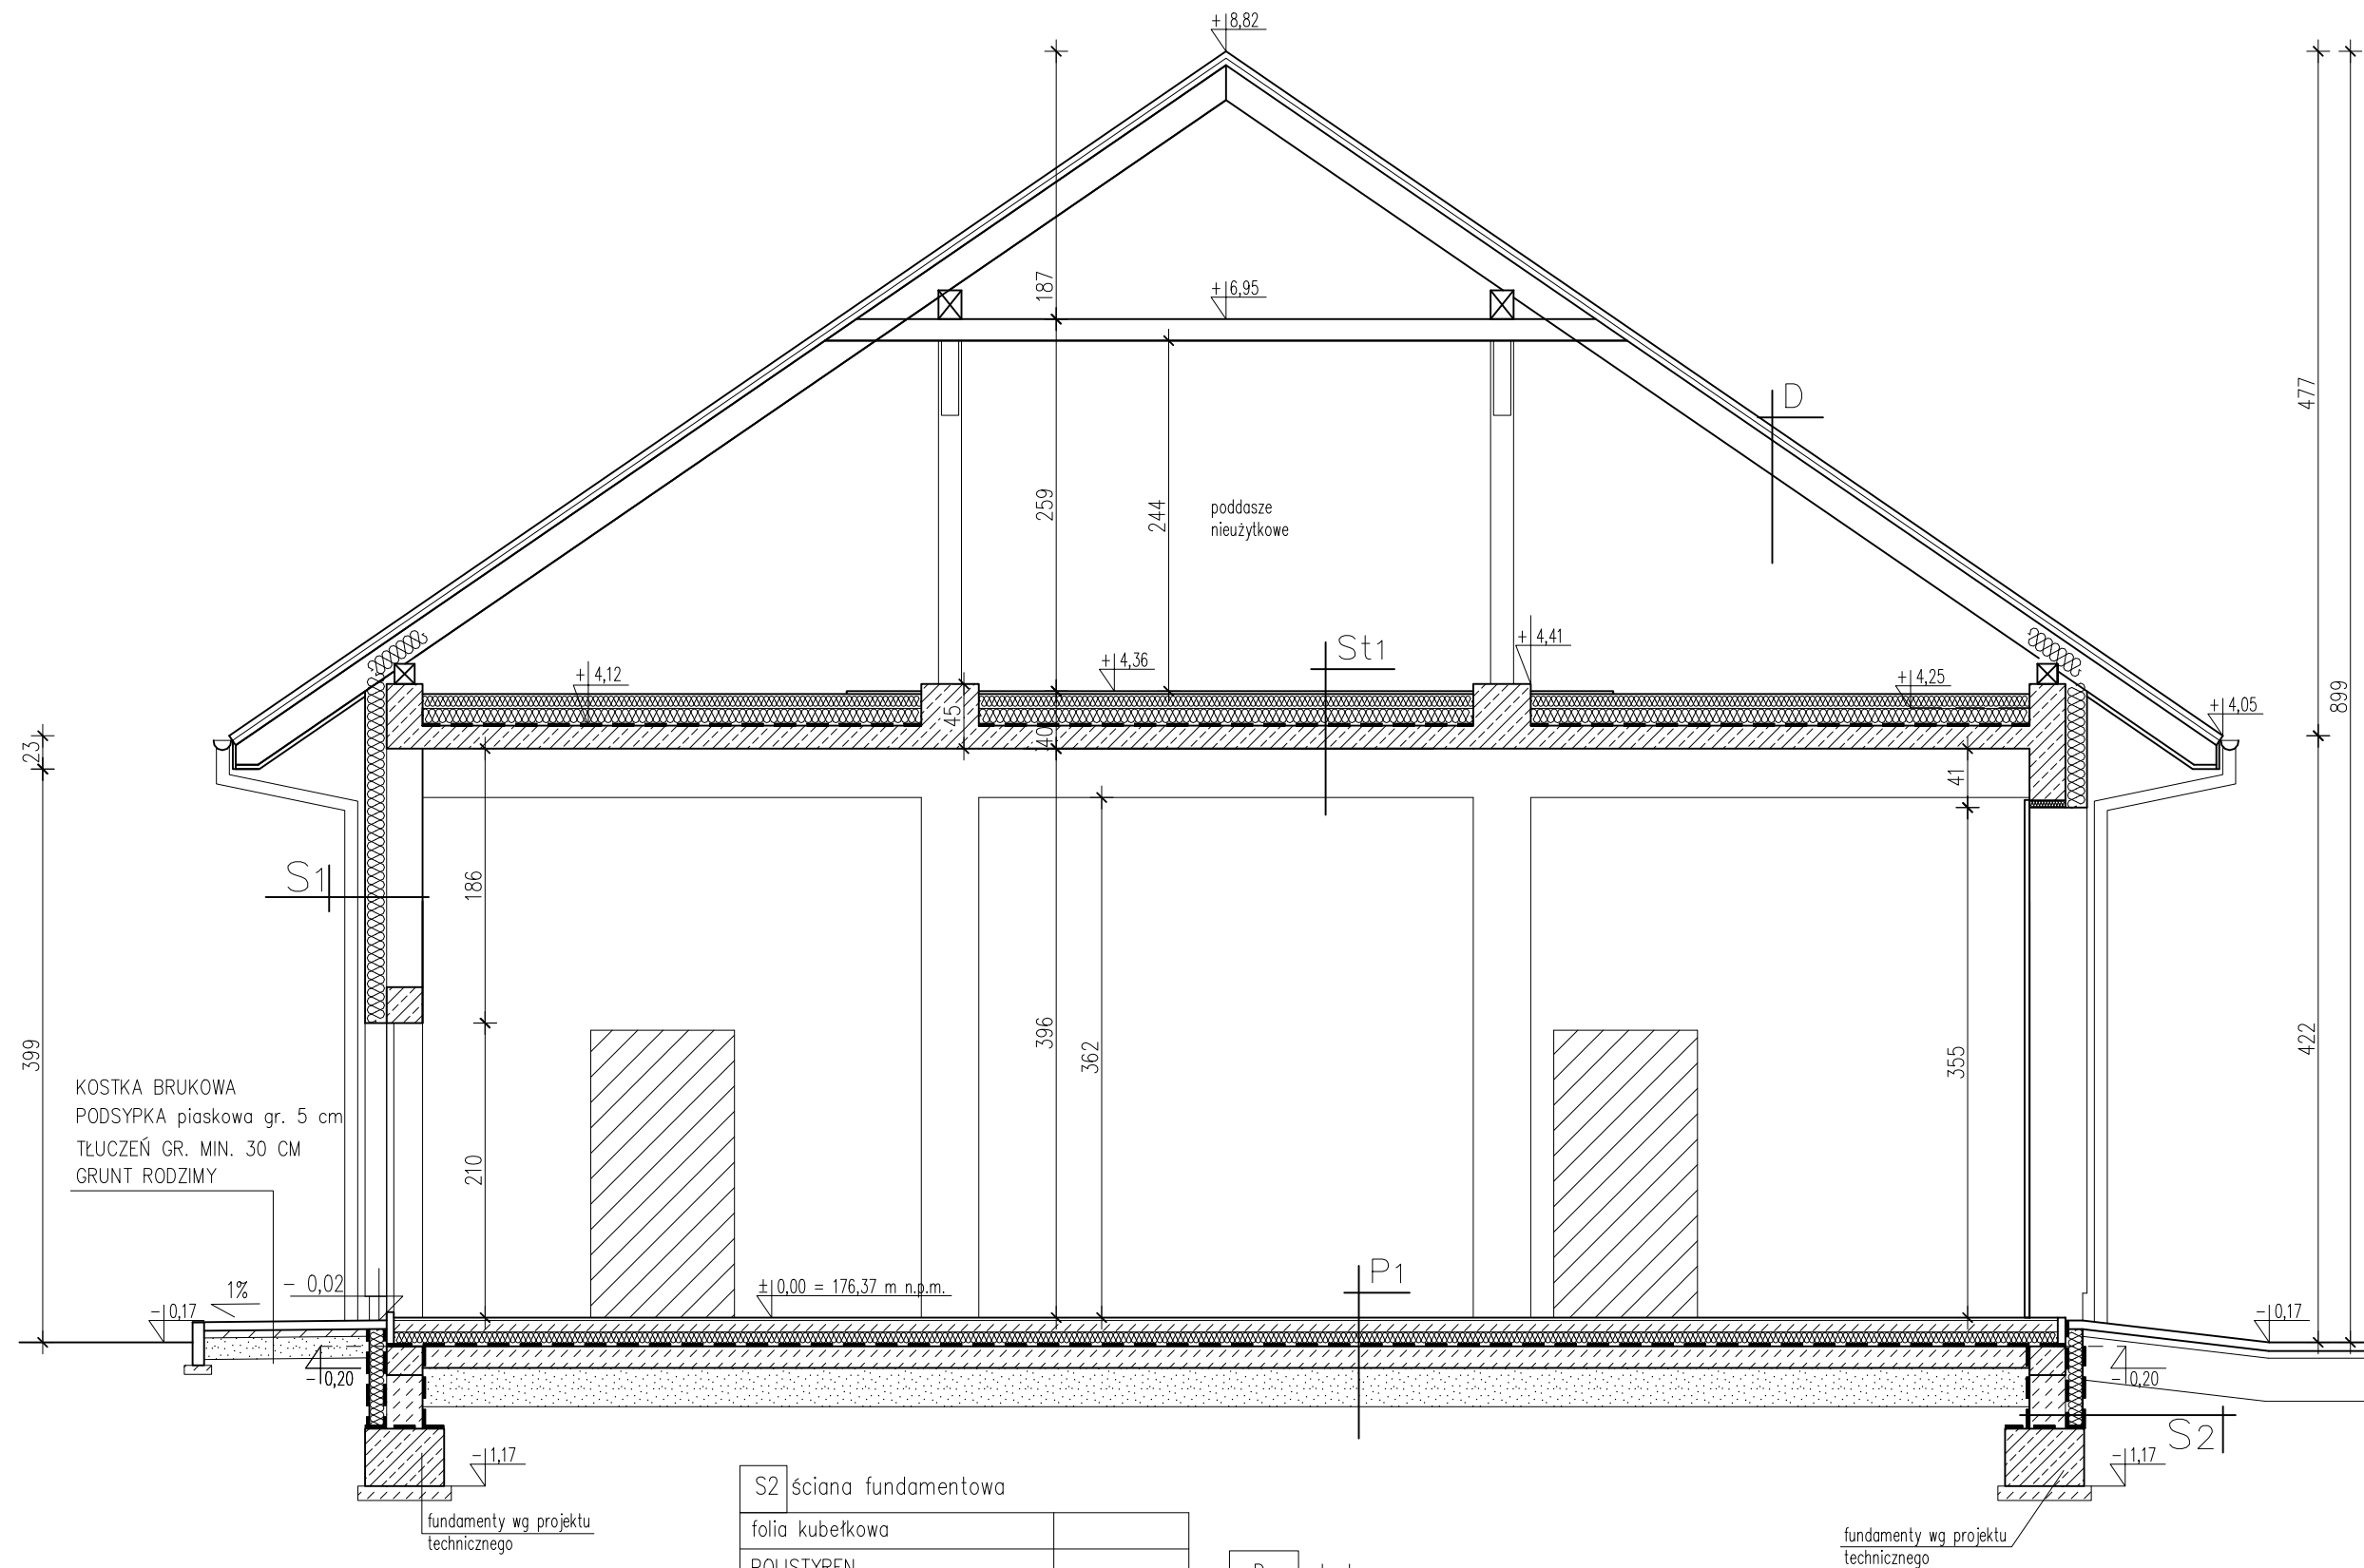 +8,82
187
+6,95
D
477
899
259
244
poddasze
nieużytkowe
St1
+4,41
+4,12
+4,36
+4,25
+4,05
45
40
23
41
S1
186
399
396
362
355
422
KOSTKA BRUKOWA
PODSYPKA piaskowa gr. 5 cm
TŁUCZEŃ GR. MIN. 30 CM
GRUNT RODZIMY
210
P1
1%
- 0,02
±0,00 = 176,37 m n.p.m.
-0,17
-0,17
-0,20
-0,20
S2
-1,17
-1,17
S2 ściana fundamentowa
folia kubełkowa
fundamenty wg projektu
technicznego
fundamenty wg projektu
technicznego
POLISTYREN
D